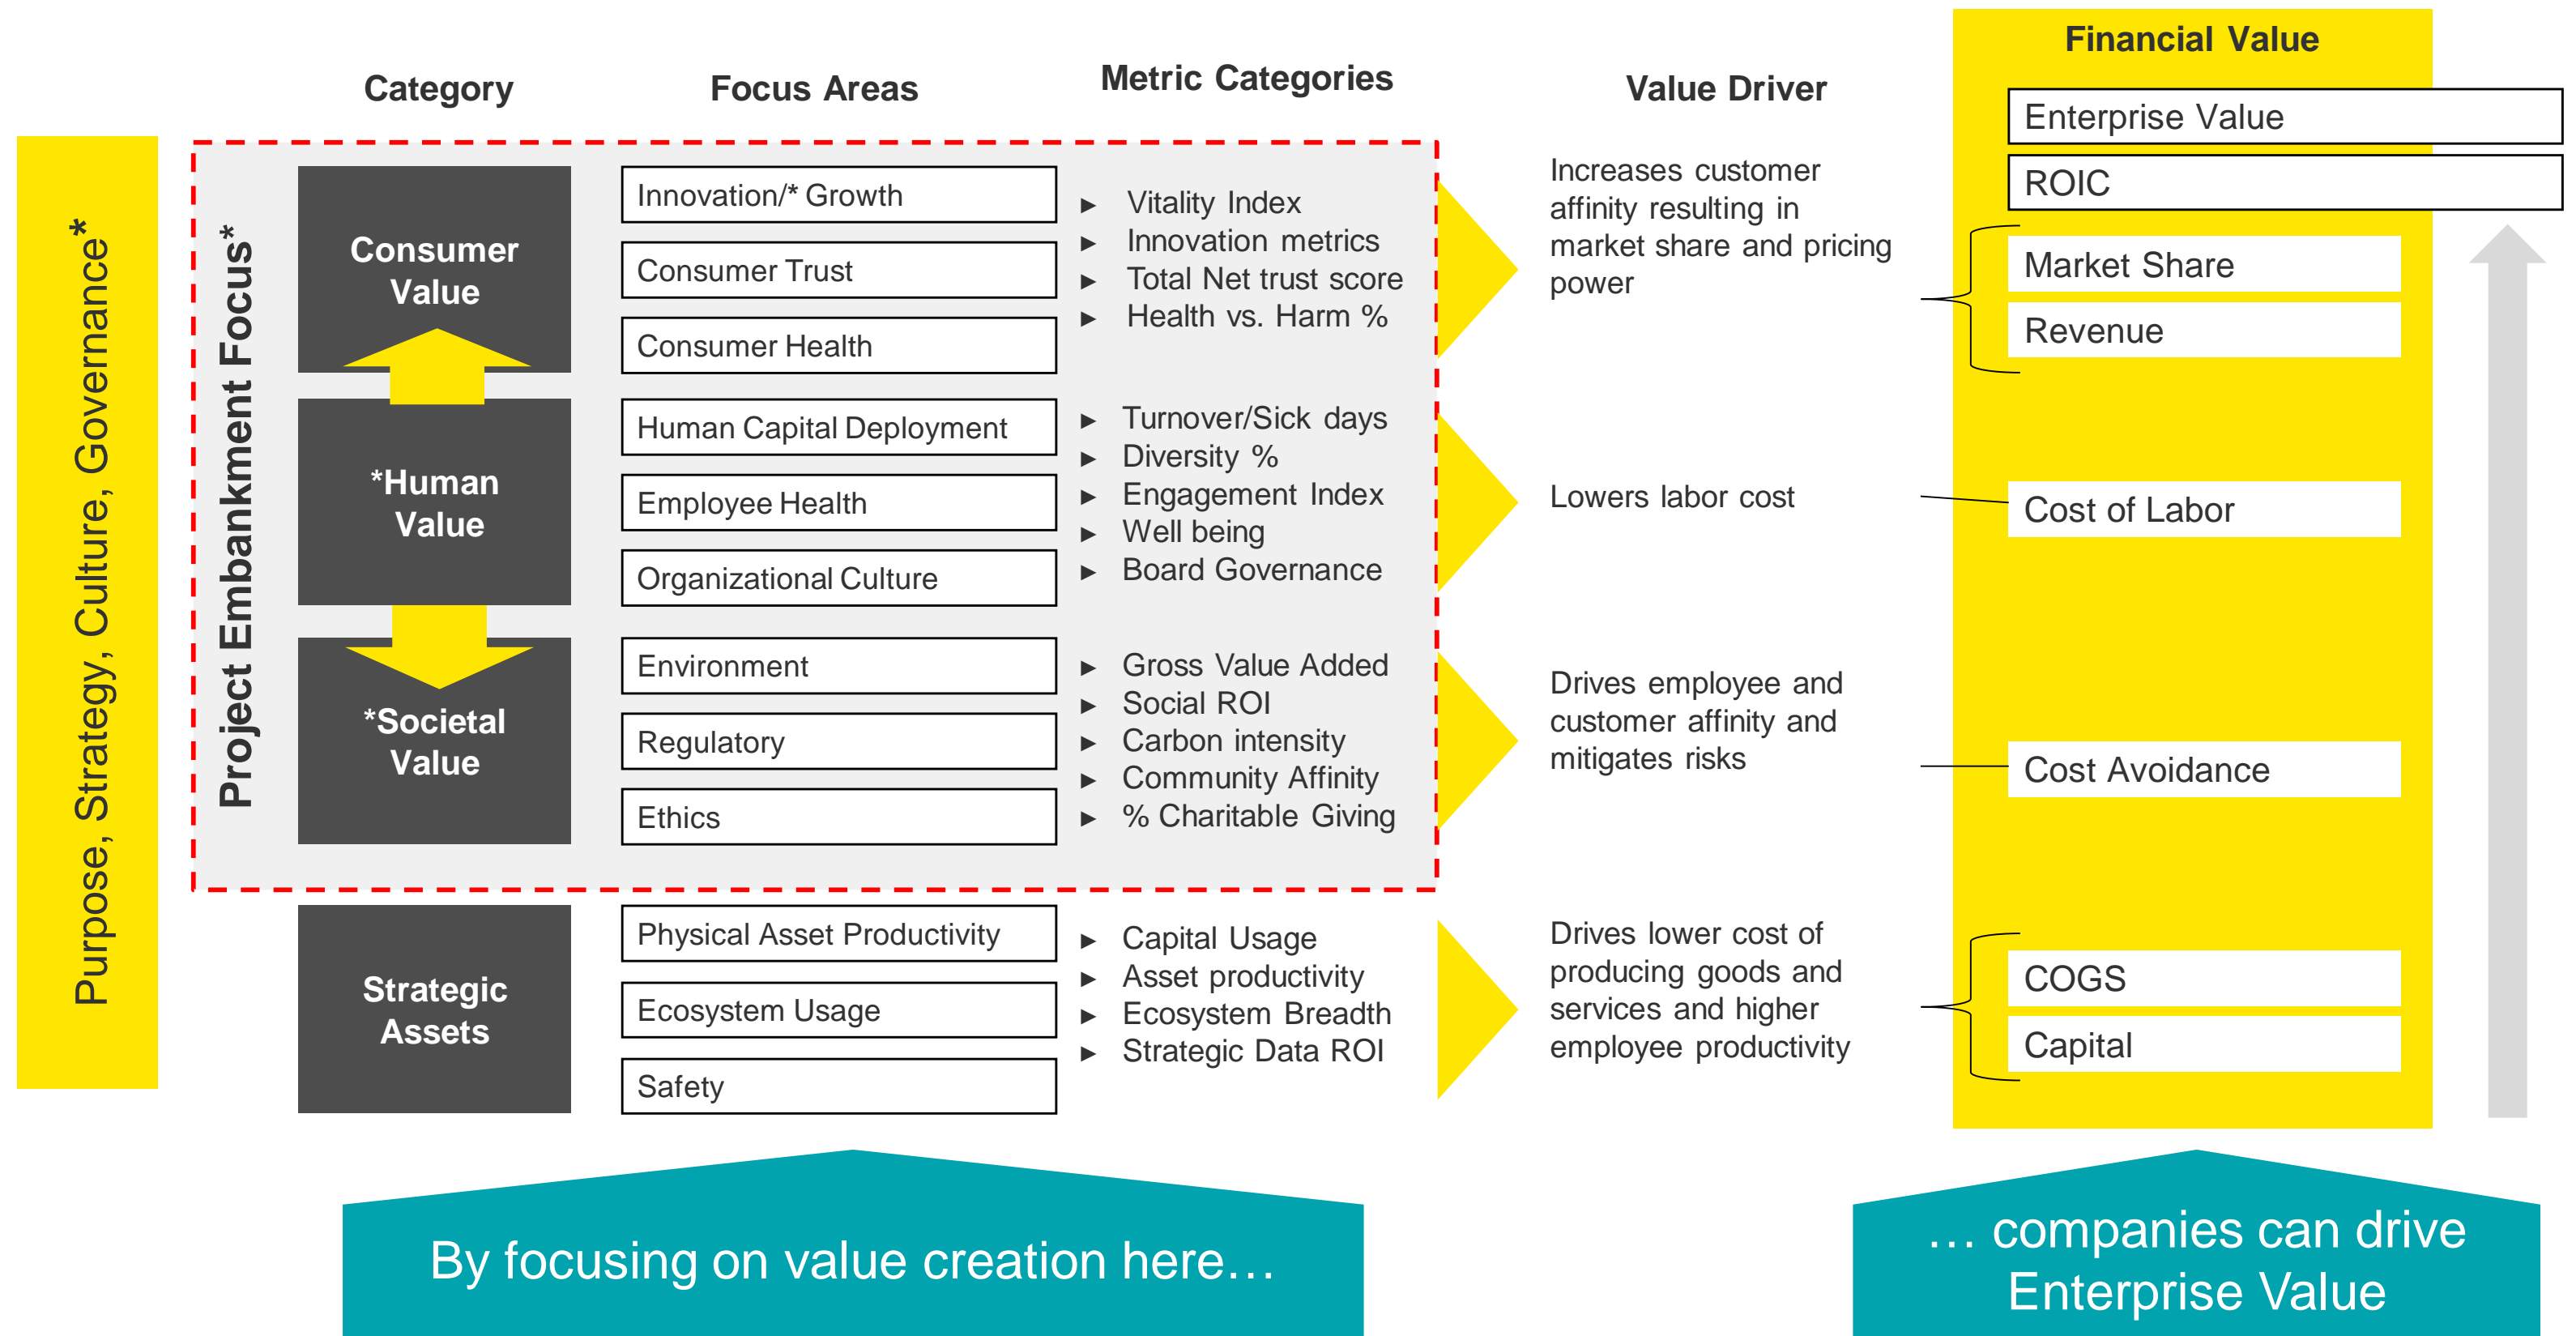 Category
Focus Areas
Metric Categories
Value Driver
Financial Value
Purpose, Strategy, Culture, Governance*
Project Embankment Focus*
Consumer
Value
Innovation/* Growth
Consumer Trust
Consumer Health
► Vitality Index
► Innovation metrics
► Total Net trust score
► Health vs. Harm %
Increases customer
affinity resulting in
market share and pricing
power
Enterprise Value
ROIC
Market Share
Revenue
*Human
Value
Human Capital Deployment
Employee Health
Organizational Culture
► Turnover/Sick days
► Diversity %
► Engagement Index
► Well being
► Board Governance
Lowers labor cost
Cost of Labor
*Societal
Value
Environment
Regulatory
Ethics
► Gross Value Added
► Social ROI
► Carbon intensity
► Community Affinity
► % Charitable Giving
Drives employee and
customer affinity and
mitigates risks
Cost Avoidance
Strategic
Assets
Physical Asset Productivity
Ecosystem Usage
Safety
► Capital Usage
► Asset productivity
► Ecosystem Breadth
► Strategic Data ROI
Drives lower cost of
producing goods and
services and higher
employee productivity
COGS
Capital
By focusing on value creation here…
… companies can drive
Enterprise Value